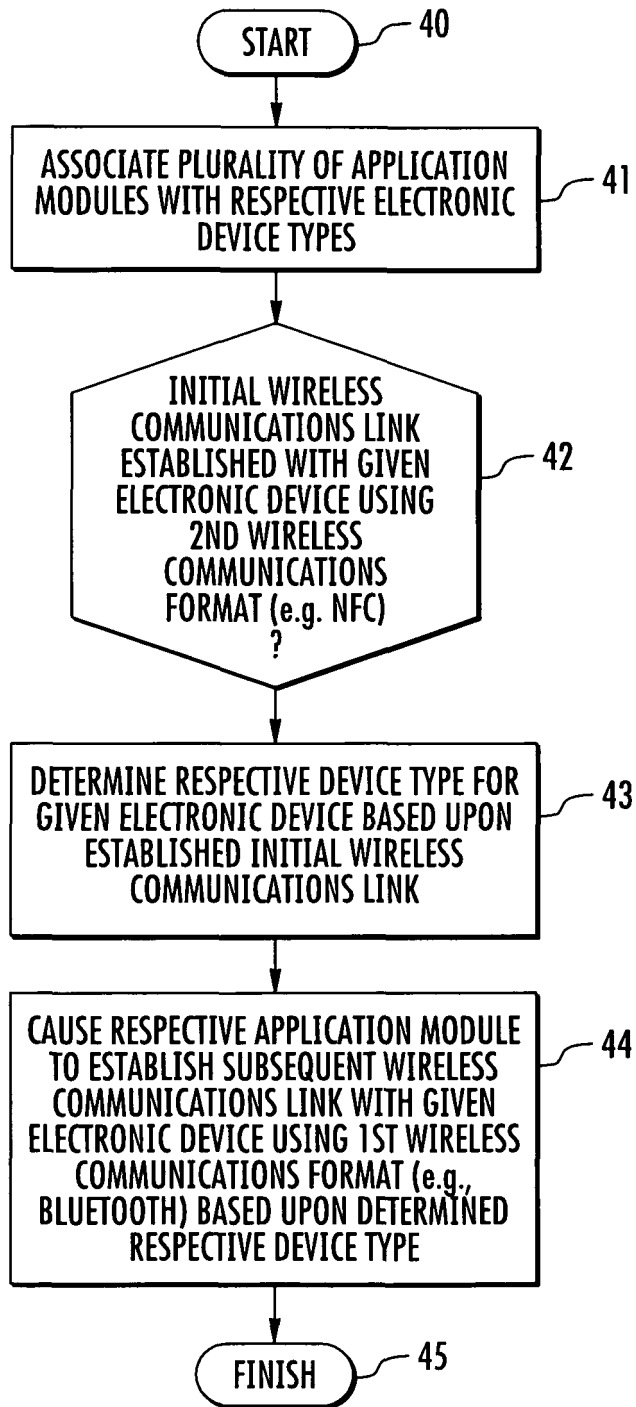 START
40
ASSOCIATE PLURALITY OF APPLICATION
MODULES WITH RESPECTIVE ELECTRONIC
DEVICE TYPES
41
INITIAL WIRELESS
COMMUNICATIONS LINK
ESTABLISHED WITH GIVEN
ELECTRONIC DEVICE USING
2ND WIRELESS
COMMUNICATIONS
FORMAT (e.g. NFC)
?
42
DETERMINE RESPECTIVE DEVICE TYPE FOR
GIVEN ELECTRONIC DEVICE BASED UPON
ESTABLISHED INITIAL WIRELESS
COMMUNICATIONS LINK
43
CAUSE RESPECTIVE APPLICATION MODULE
TO ESTABLISH SUBSEQUENT WIRELESS
COMMUNICATIONS LINK WITH GIVEN
ELECTRONIC DEVICE USING 1ST WIRELESS
COMMUNICATIONS FORMAT (e.g.,
BLUETOOTH) BASED UPON DETERMINED
RESPECTIVE DEVICE TYPE
44
FINISH
45